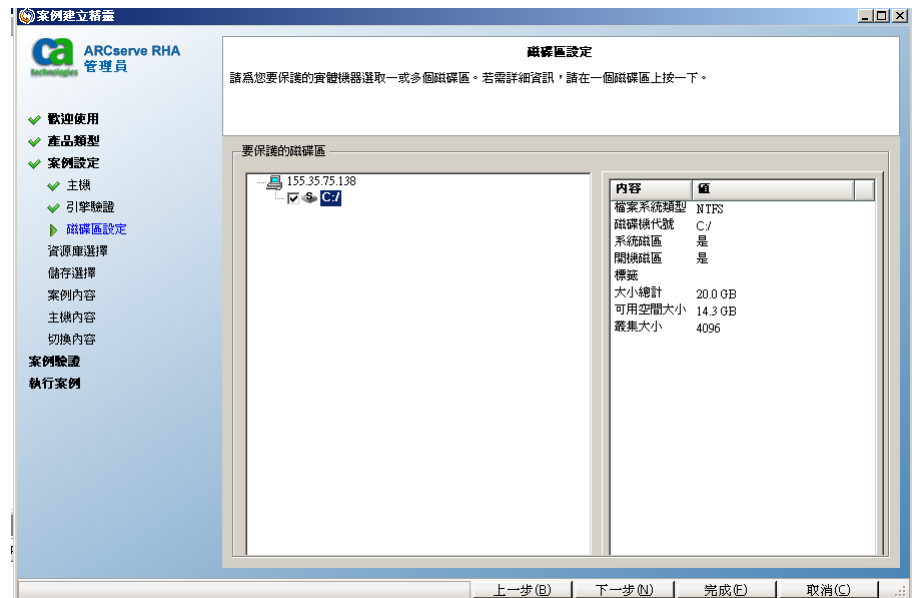 案例建立精靈
ca
technologies
ARCserve RHA
管理員
磁碟區設定
請為您要保護的實體機器選取一或多個磁碟區。若需詳細資訊，請在一個磁碟區上按一下。
歡迎使用
產品類型
案例設定
主機
引擎驗證
磁碟區設定
資源庫選擇
儲存選擇
案例內容
主機內容
切換內容
案例驗證
執行案例
要保護的磁碟區
155.35.75.138
C:/
內容 值
檔案系統類型 NTFS
磁碟機代號 C:/
系統磁區 是
開機磁區 是
標籤
大小總計 20.0 GB
可用空間大小 14.3 GB
叢集大小 4096
上一步(B) 下一步(N) 完成(F) 取消(C)